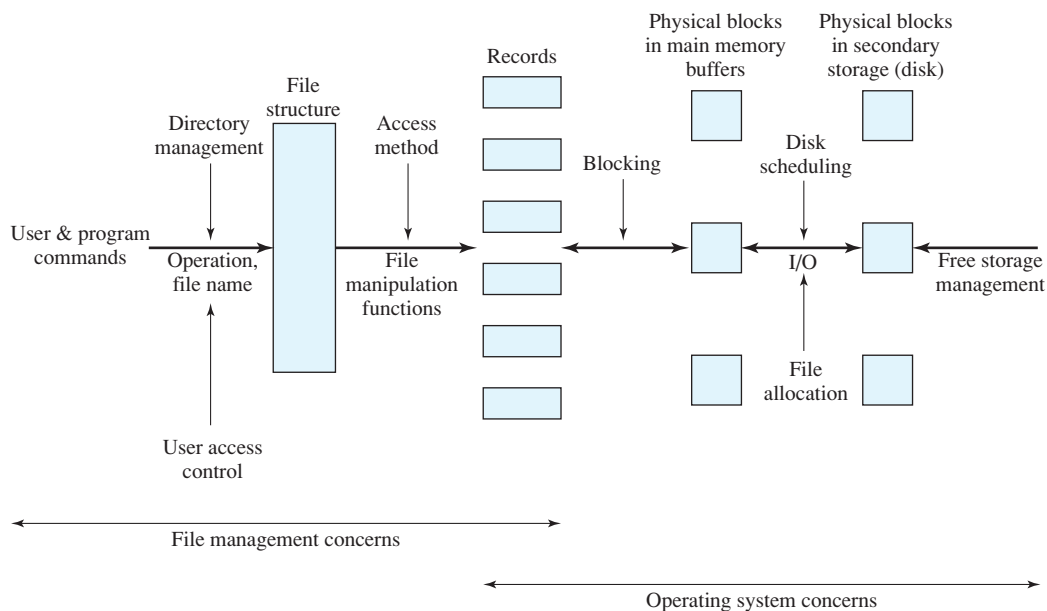 Physical blocks
in main memory
buffers
Physical blocks
in secondary
storage (disk)
Records
File
structure
Directory
management
Access
method
Blocking
Disk
scheduling
User & program
commands
Operation,
file name
File
manipulation
functions
I/O
Free storage
management
File
allocation
User access
control
File management concerns
Operating system concerns